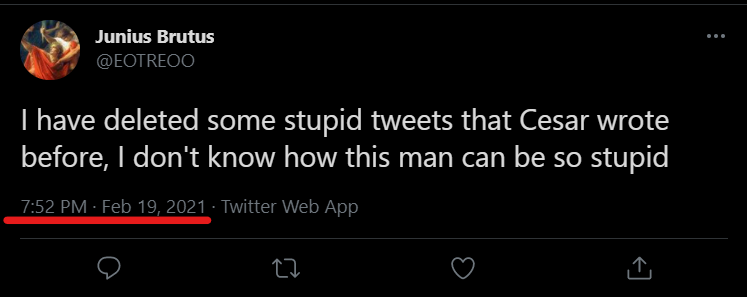 Junius Brutus
@EOTREOO
I have deleted some stupid tweets that Cesar wrote
before, I don't know how this man can be so stupid
7:52 PM · Feb 19, 2021 · Twitter Web App